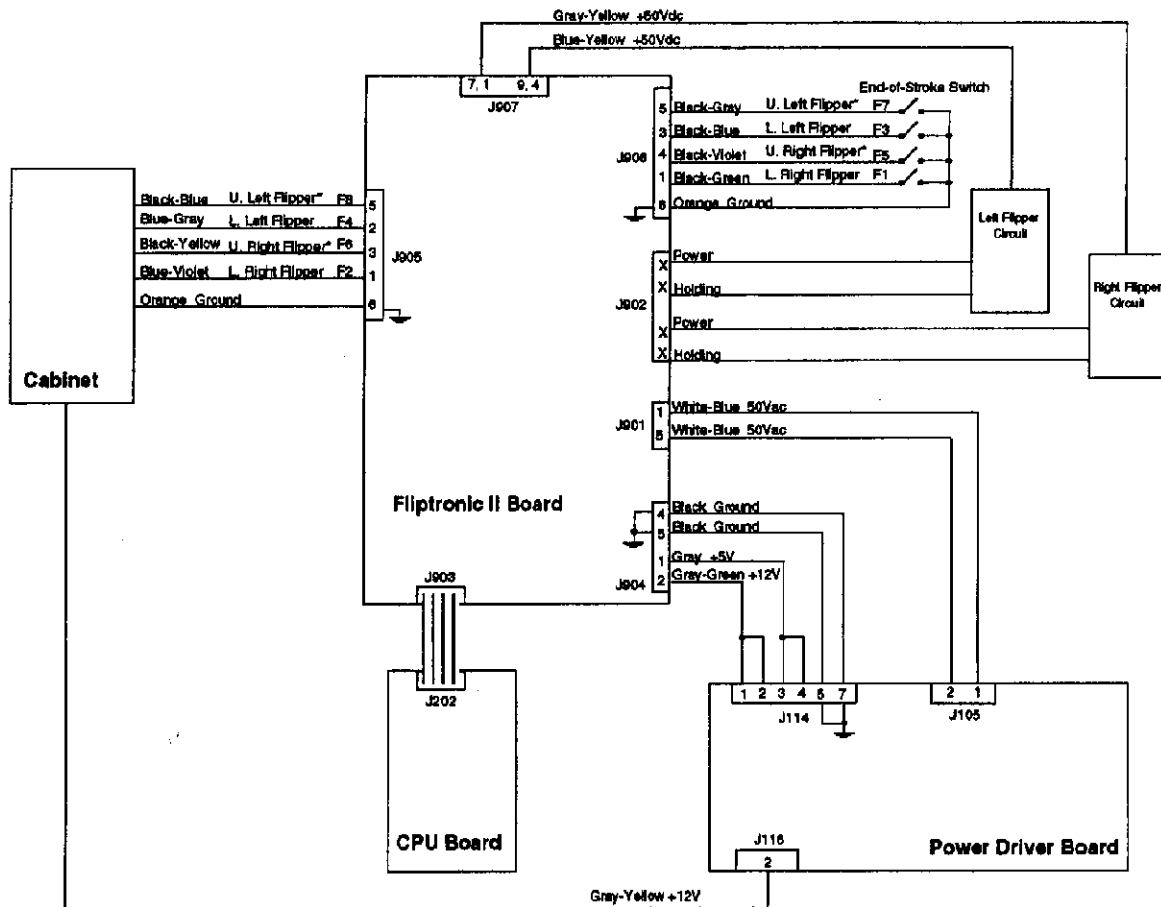 Gray-Yellow +50Vdc
Blue-Yellow +50Vdc
7, 1 9, 4
J907
End-of-Stroke Switch
5 Black-Gray U. Left Flipper* F7
3 Black-Blue L. Left Flipper F3
J906
4 Black-Violet U. Right Flipper* F5
1 Black-Green L. Right Flipper F1
6 Orange Ground
Black-Blue U. Left Flipper* F8 5
Blue-Gray L. Left Flipper F4 2
Black-Yellow U. Right Flipper* F6 3
J905
Blue-Violet L. Right Flipper F2 1
Orange Ground 6
Cabinet
Left Flipper
Circuit
Right Flipper
Circuit
X Power
X Holding
J902
X Power
X Holding
1 White-Blue 50Vac
J901
5 White-Blue 50Vac
Fliptronic II Board
4 Black Ground
5 Black Ground
1 Gray +5V
J904
2 Gray-Green +12V
J903
J202
CPU Board
1 2 3 4 5 7
J114
2 1
J105
Power Driver Board
J116
2
Gray-Yellow +12V